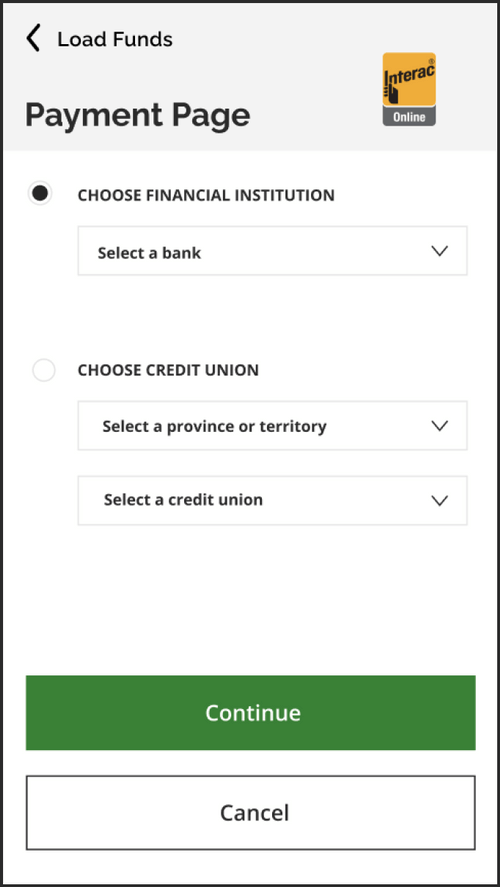 Load Funds
Payment Page
Interac®
Online
CHOOSE FINANCIAL INSTITUTION
Select a bank
CHOOSE CREDIT UNION
Select a province or territory
Select a credit union
Continue
Cancel